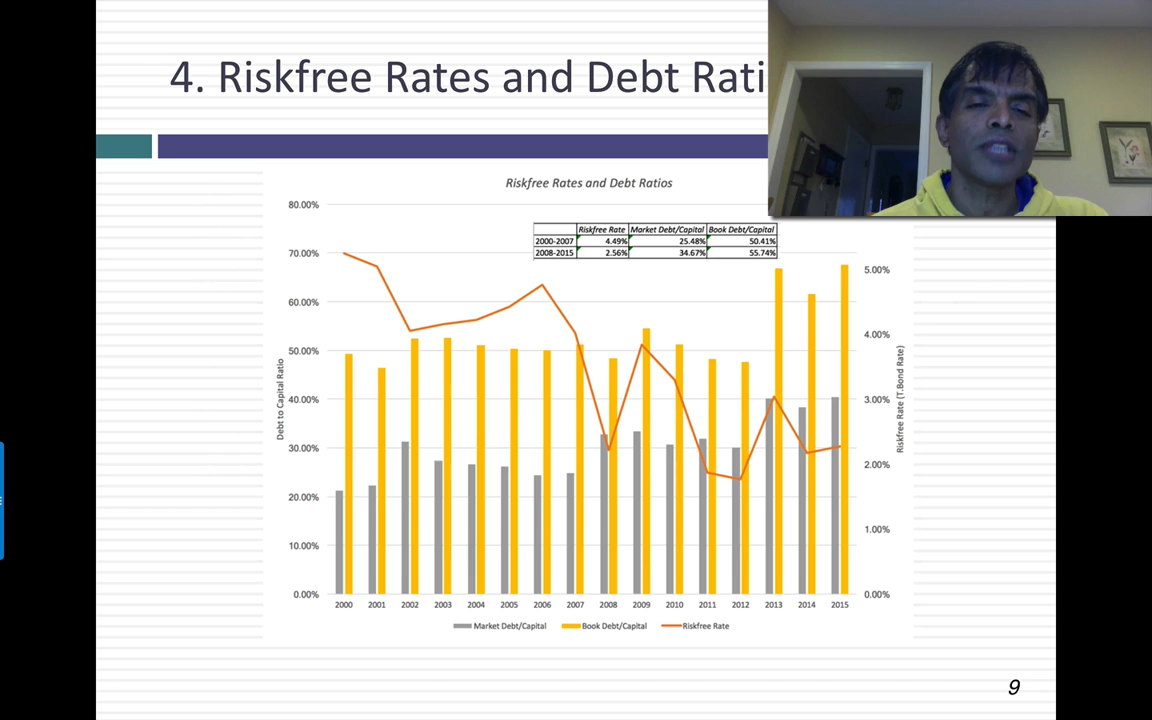 4. Riskfree Rates and Debt Rati
Riskfree Rates and Debt Ratios
80.00%
70.00%
60.00%
50.00%
40.00%
30.00%
20.00%
10.00%
0.00%
Debt to Capital Ratio
Riskfree Rate Market Debt/Capital Book Debt/Capital
2000-2007 4.49% 25.48% 50.41%
2008-2015 2.56% 34.67% 55.74%
5.00%
4.00%
3.00%
2.00%
1.00%
0.00%
Riskfree Rate (T.Bond Rate)
2000 2001 2002 2003 2004 2005 2006 2007 2008 2009 2010 2011 2012 2013 2014 2015
Market Debt/Capital Book Debt/Capital Riskfree Rate
9